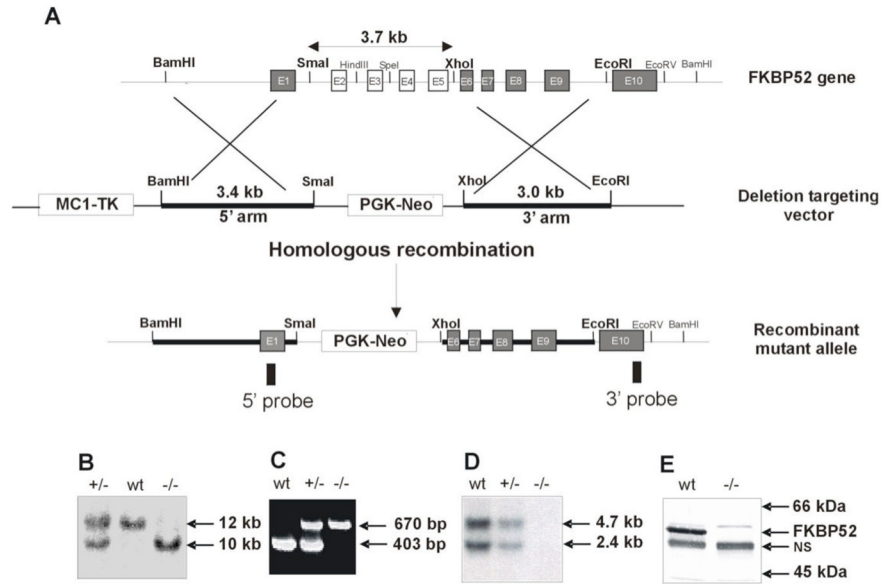 A
3.7 kb
BamHI SmaI HindIII SpeI XhoI EcoRI EcoRV BamHI
E1 E2 E3 E4 E5 E6 E7 E8 E9 E10
FKBP52 gene
BamHI SmaI XhoI EcoRI
MC1-TK 3.4 kb PGK-Neo 3.0 kb
5' arm 3' arm
Deletion targeting
vector
Homologous recombination
BamHI SmaI XhoI EcoRI EcoRV BamHI
E1 PGK-Neo E6 E7 E8 E9 E10
Recombinant
mutant allele
5' probe 3' probe
B
+/- wt -/-
12 kb
10 kb
C
wt +/- -/-
670 bp
403 bp
D
wt +/- -/-
4.7 kb
2.4 kb
E
wt -/-
66 kDa
FKBP52
NS
45 kDa